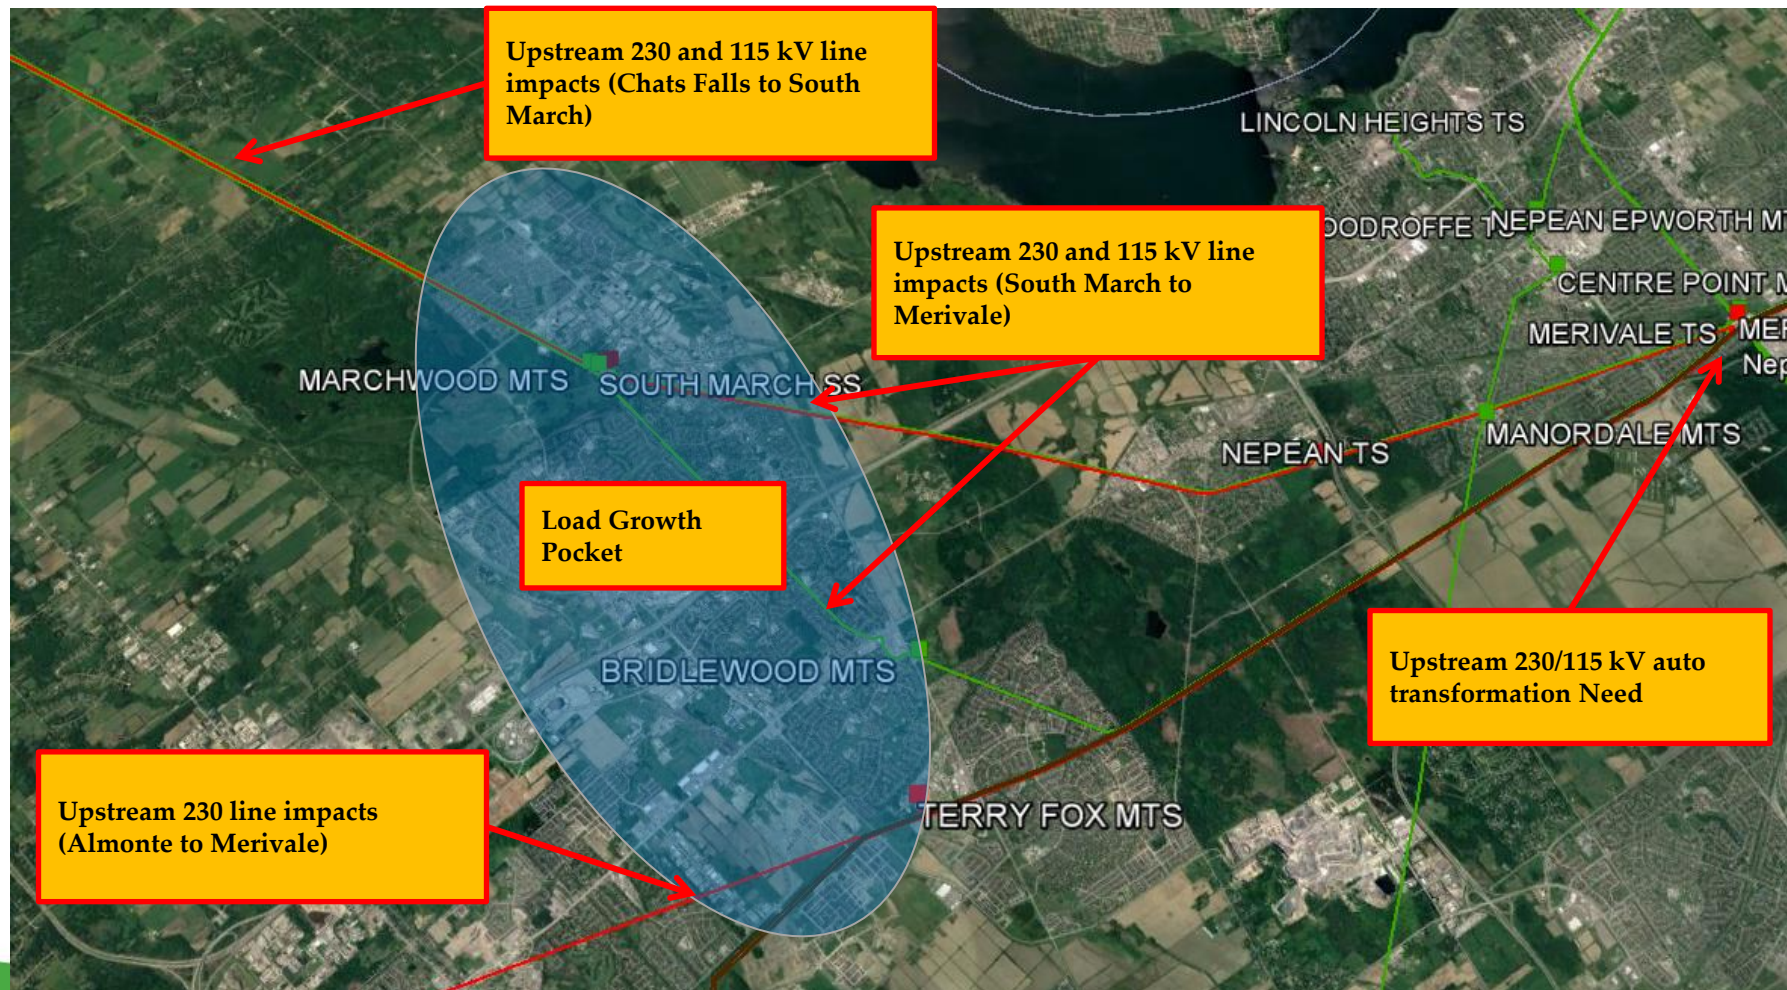 Upstream 230 and 115 kV line
impacts (Chats Falls to South
March)
LINCOLN HEIGHTS TS
Upstream 230 and 115 kV line
impacts (South March to
Merivale)
NEPEAN EPWORTH
CENTRE POINT
MERIVALE TS
MARCHWOOD MTS
SOUTH MARCH SS
NEPEAN TS
MANORDALE MTS
Load Growth
Pocket
BRIDLEWOOD MTS
Upstream 230/115 kV auto
transformation Need
Upstream 230 line impacts
(Almonte to Merivale)
TERRY FOX MTS